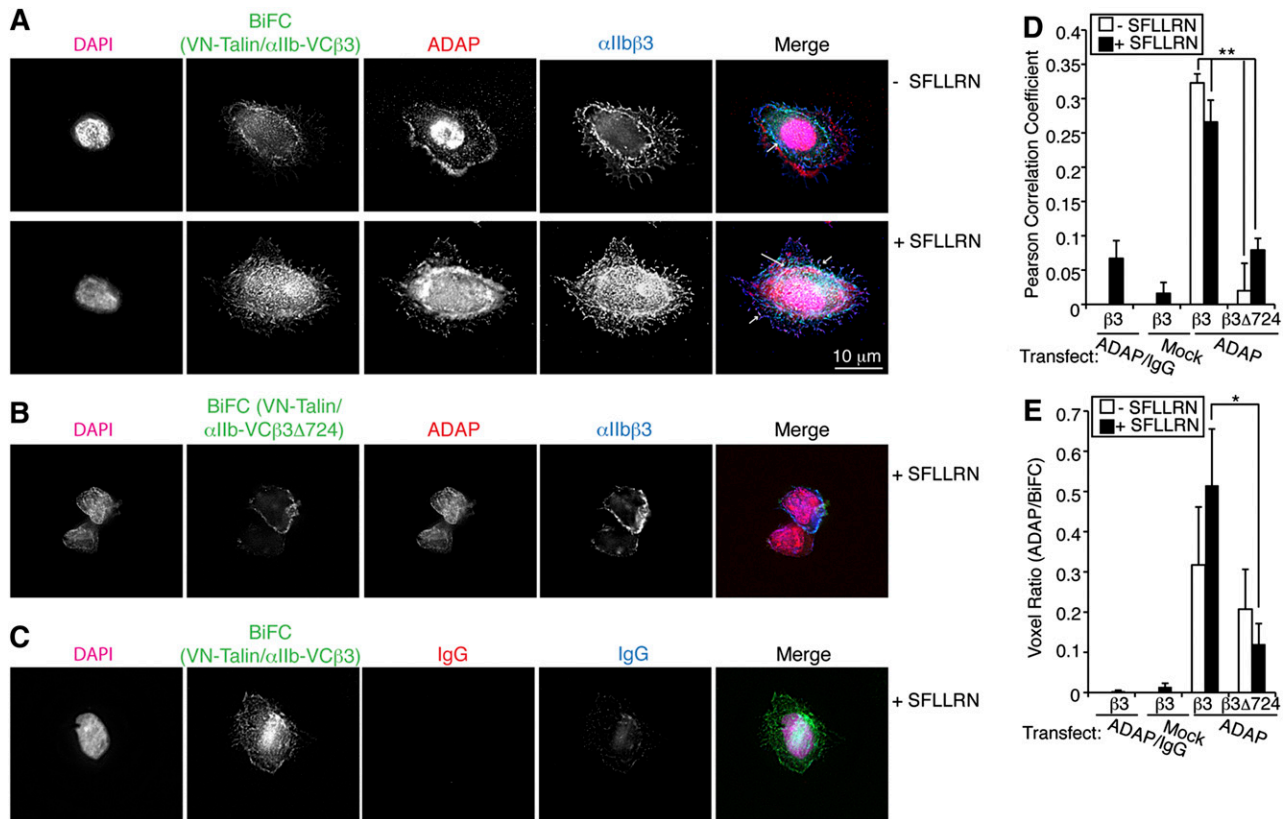 A
DAPI
BiFC
(VN-Talin/αIIb-VCβ3)
ADAP
αIIbβ3
Merge
- SFLLRN
+ SFLLRN
10 μm
B
DAPI
BiFC (VN-Talin/
αIIb-VCβ3Δ724)
ADAP
αIIbβ3
Merge
+ SFLLRN
C
DAPI
BiFC
(VN-Talin/αIIb-VCβ3)
IgG
IgG
Merge
+ SFLLRN
D
- SFLLRN
+ SFLLRN
**
Pearson Correlation Coefficient
0.4
0.35
0.3
0.25
0.2
0.15
0.1
0.05
0
β3 β3 β3 β3Δ724
Transfect: ADAP/IgG Mock ADAP
E
- SFLLRN
+ SFLLRN
*
Voxel Ratio (ADAP/BiFC)
0.7
0.6
0.5
0.4
0.3
0.2
0.1
0
β3 β3 β3 β3Δ724
Transfect: ADAP/IgG Mock ADAP